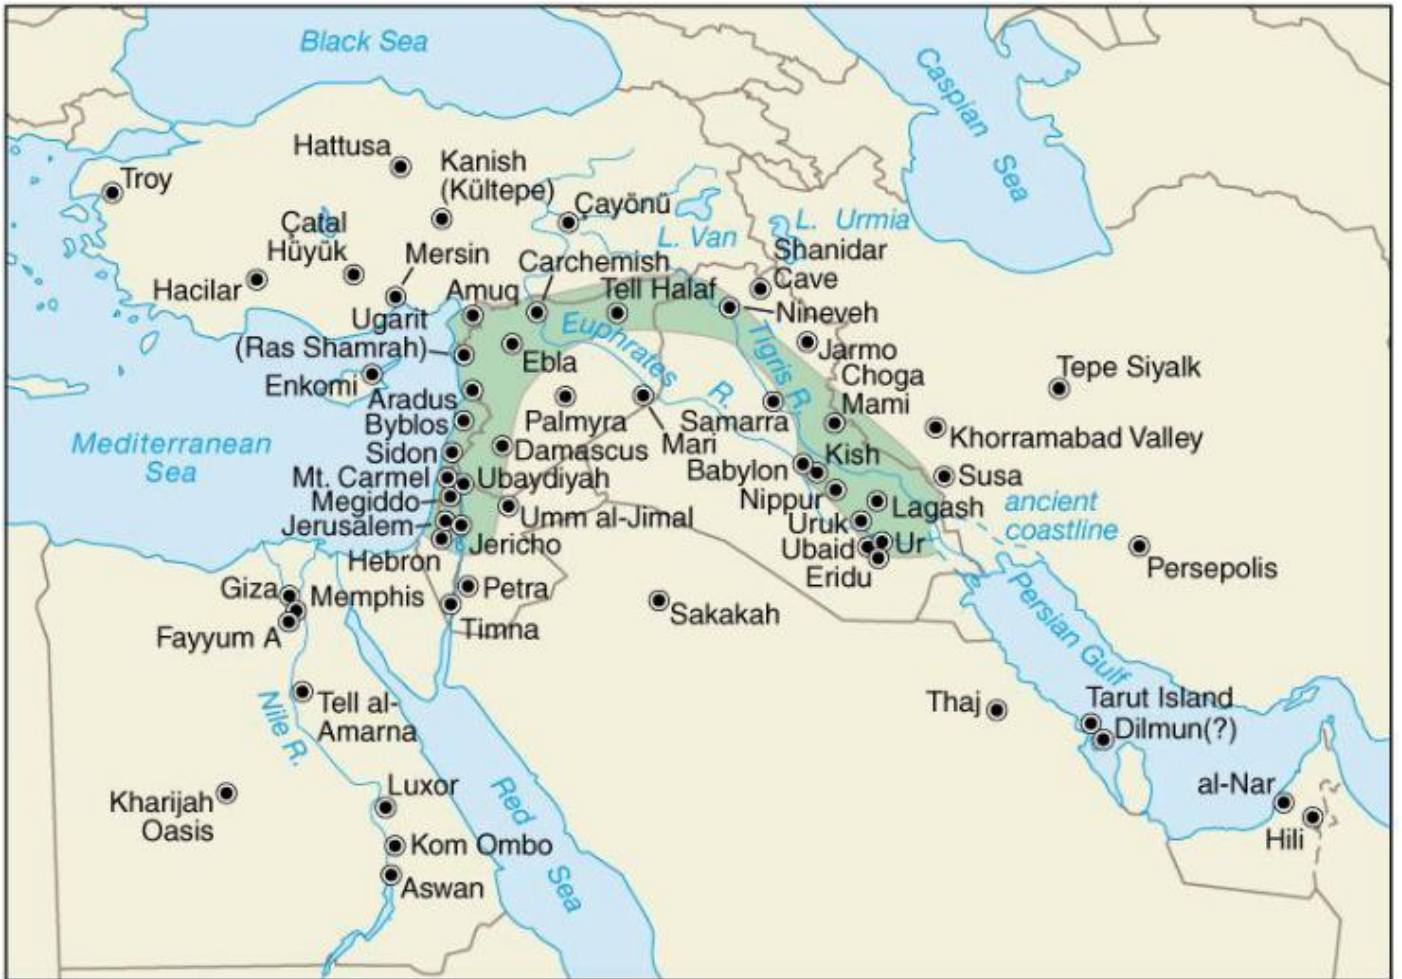 Black Sea
Caspian
Sea
Hattusa
Kanish
(Kültepe)
Troy
Çayönü
Çatal
Hüyük
L. Urmia
L. Van
Shanidar
Cave
Mersin
Carchemish
Hacilar
Amuq
Tell Halaf
Nineveh
Ugarit
(Ras Shamrah)
Euphrates
R.
Tigris R.
Jarmo
Ebla
Enkomi
Tepe Siyalk
Choga
Mami
Aradus
Palmyra
Samarra
Byblos
Mari
Khorramabad Valley
Mediterranean
Sea
Sidon
Damascus
Kish
Babylon
Mt. Carmel
Ubaydiyah
Susa
Megiddo
Nippur
Lagash
ancient
coastline
Jerusalem
Umm al-Jimal
Uruk
Jericho
Ubaid
Ur
Hebron
Eridu
Persepolis
Giza
Memphis
Petra
Sakakah
Persian Gulf
Fayyum A
Timna
Nile R.
Tell al-
Amarna
Thaj
Tarut Island
Dilmun(?)
Luxor
Red
Sea
al-Nar
Kharijah
Oasis
Hili
Kom Ombo
Aswan